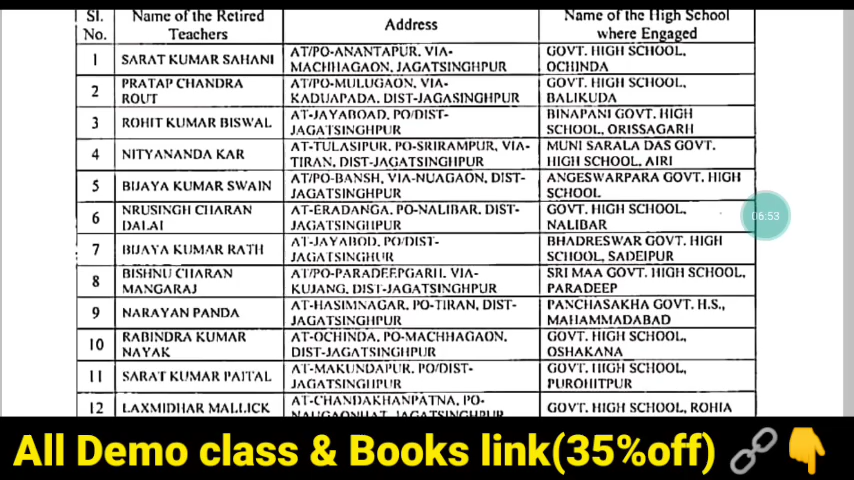 Sl. Name of the Retired Address Name of the High School
No. Teachers where Engaged
1 SARAT KUMAR SAHANI AT/PO-ANANTAPUR, VIA- GOVT. HIGH SCHOOL,
MACHHAGAON, JAGATSINGHPUR OCHINDA
2 PRATAP CHANDRA AT/PO-MULUGAON, VIA- GOVT. HIGH SCHOOL,
ROUT KADUAPADA, DIST-JAGASINGHPUR BALIKUDA
3 ROHIT KUMAR BISWAL AT-JAYABOAD, PO/DIST- BINAPANI GOVT. HIGH
JAGATSINGHPUR SCHOOL, ORISSAGARH
4 NITYANANDA KAR AT-TULASIPUR, PO-SRIRAMPUR, VIA- MUNI SARALA DAS GOVT.
TIRAN, DIST-JAGATSINGHPUR HIGH SCHOOL, AIRI
5 BIJAYA KUMAR SWAIN AT/PO-BANSH, VIA-NUAGAON, DIST- ANGESWARPARA GOVT. HIGH
JAGATSINGHPUR SCHOOL
6 NRUSINGH CHARAN AT-ERADANGA, PO-NALIBAR, DIST- GOVT. HIGH SCHOOL,
DALAI JAGATSINGHPUR NALIBAR
06:53
7 BIJAYA KUMAR RATH AT-JAYABOD, PO/DIST- BHADRESWAR GOVT. HIGH
JAGATSINGHUR SCHOOL, SADEIPUR
8 BISHNU CHARAN AT/PO-PARADEEPGARH, VIA- SRI MAA GOVT. HIGH SCHOOL,
MANGARAJ KUJANG, DIST-JAGATSINGHPUR PARADEEP
9 NARAYAN PANDA AT-HASIMNAGAR, PO-TIRAN, DIST- PANCHASAKHA GOVT. H.S.,
JAGATSINGHPUR MAHAMMADABAD
10 RABINDRA KUMAR AT-OCHINDA, PO-MACHHAGAON, GOVT. HIGH SCHOOL,
NAYAK DIST-JAGATSINGHPUR OSHAKANA
11 SARAT KUMAR PAITAL AT-MAKUNDAPUR, PO/DIST- GOVT. HIGH SCHOOL,
JAGATSINGHPUR PUROHITPUR
12 LAXMIDHAR MALLICK AT-CHANDAKHANPATNA, PO- GOVT. HIGH SCHOOL, ROHIA
NAUGAONHAT, JAGATSINGHPUR
All Demo class & Books link(35%off) 🔗👇